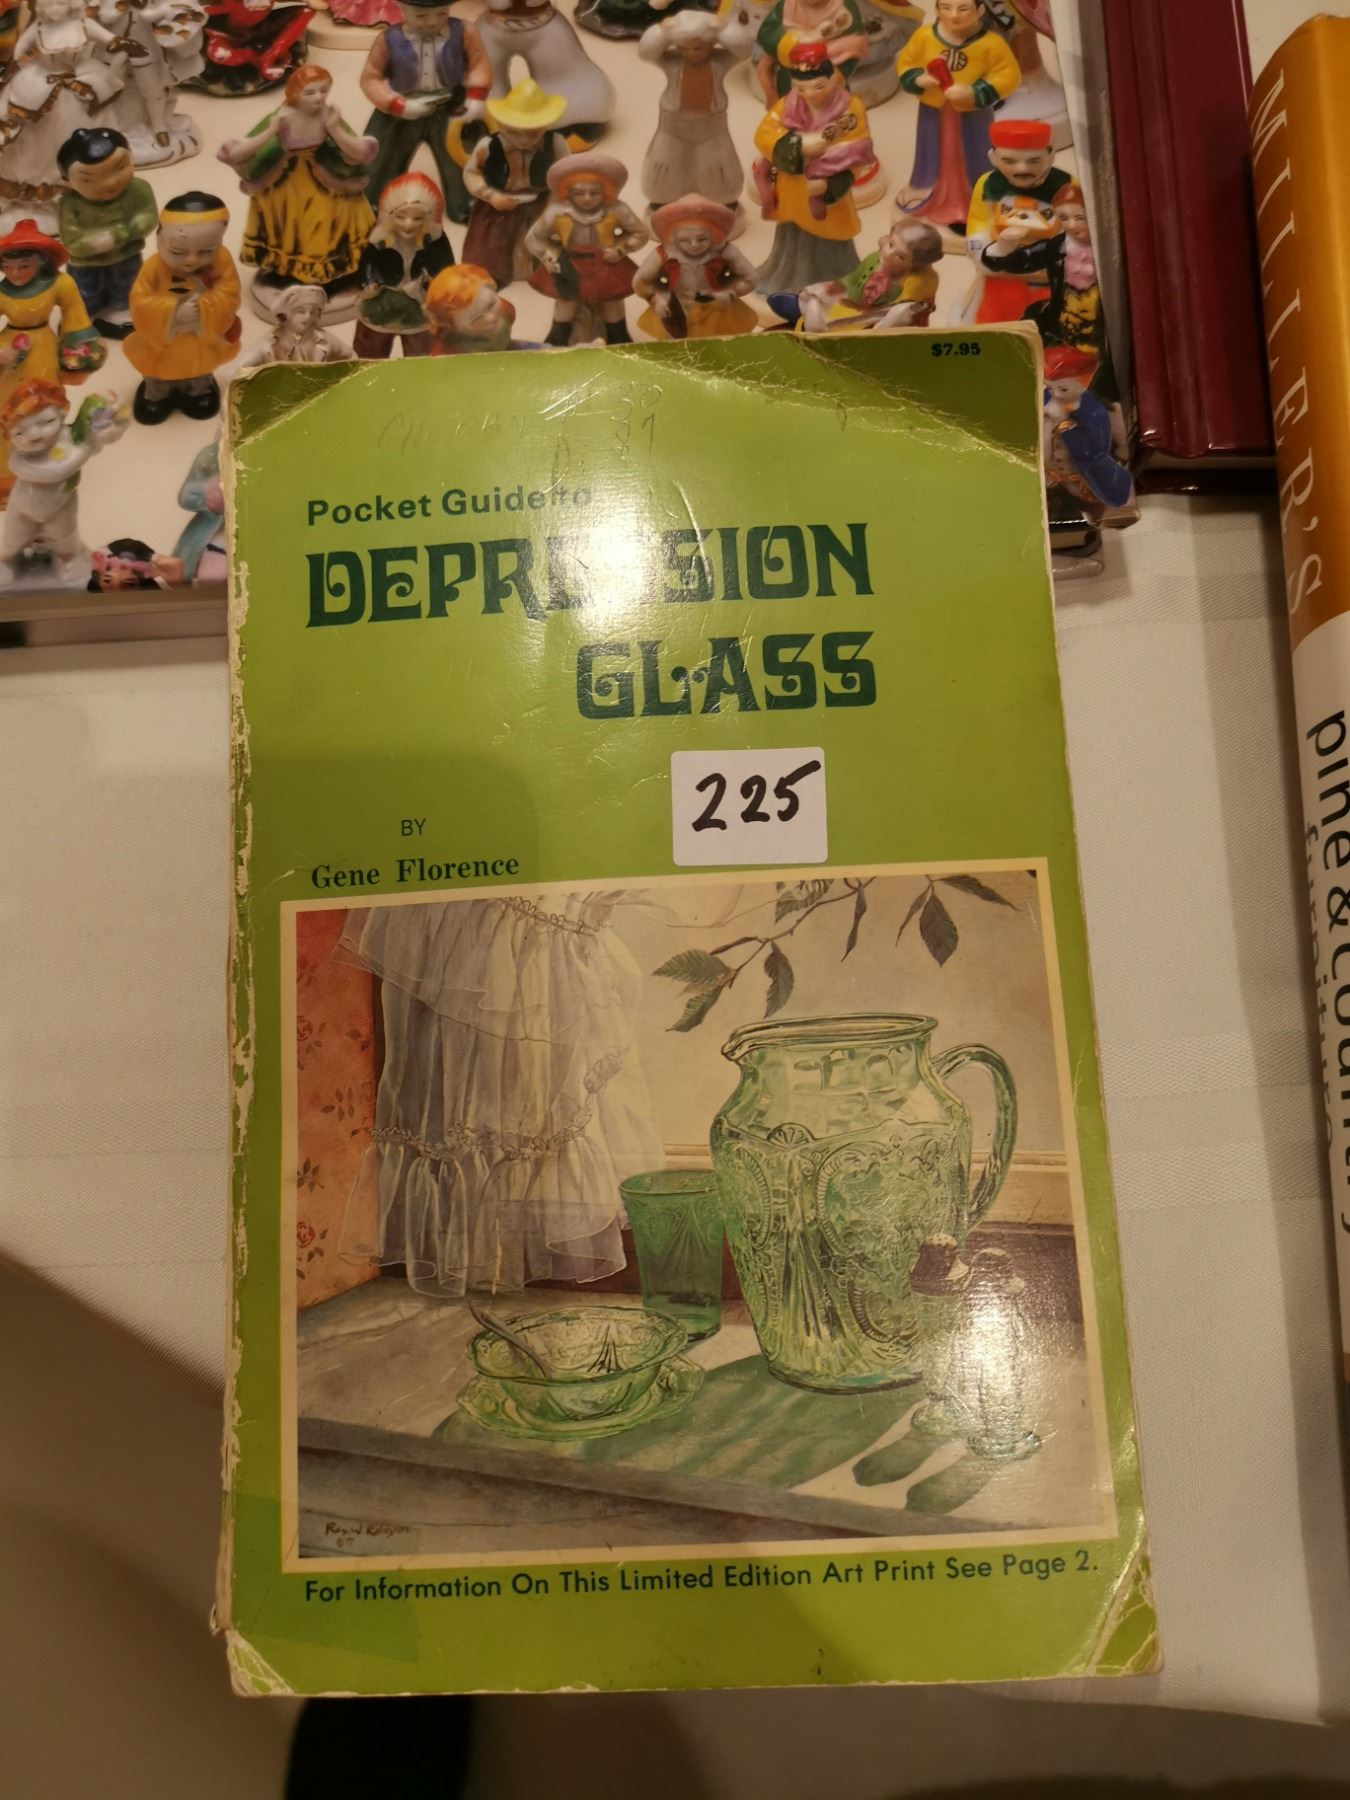 $7.95
Pocket Guide to
DEPRESSION
GLASS
225
BY
Gene Florence
For Information On This Limited Edition Art Print See Page 2.
MILLER'S
pine & country
furniture